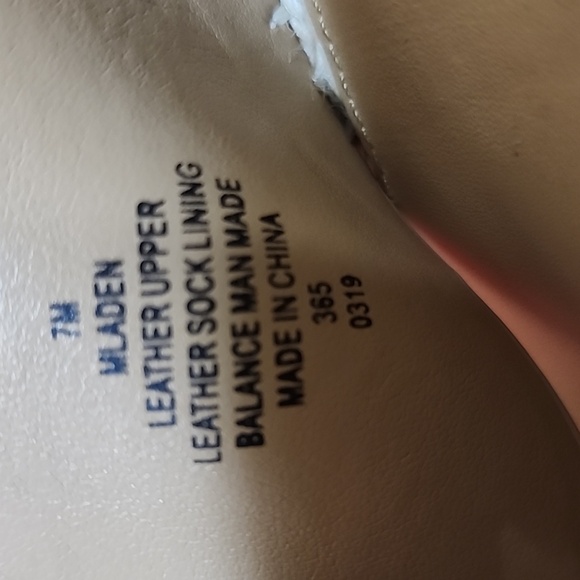 7M
MLADEN
LEATHER UPPER
LEATHER SOCK LINING
BALANCE MAN MADE
MADE IN CHINA
365
0319